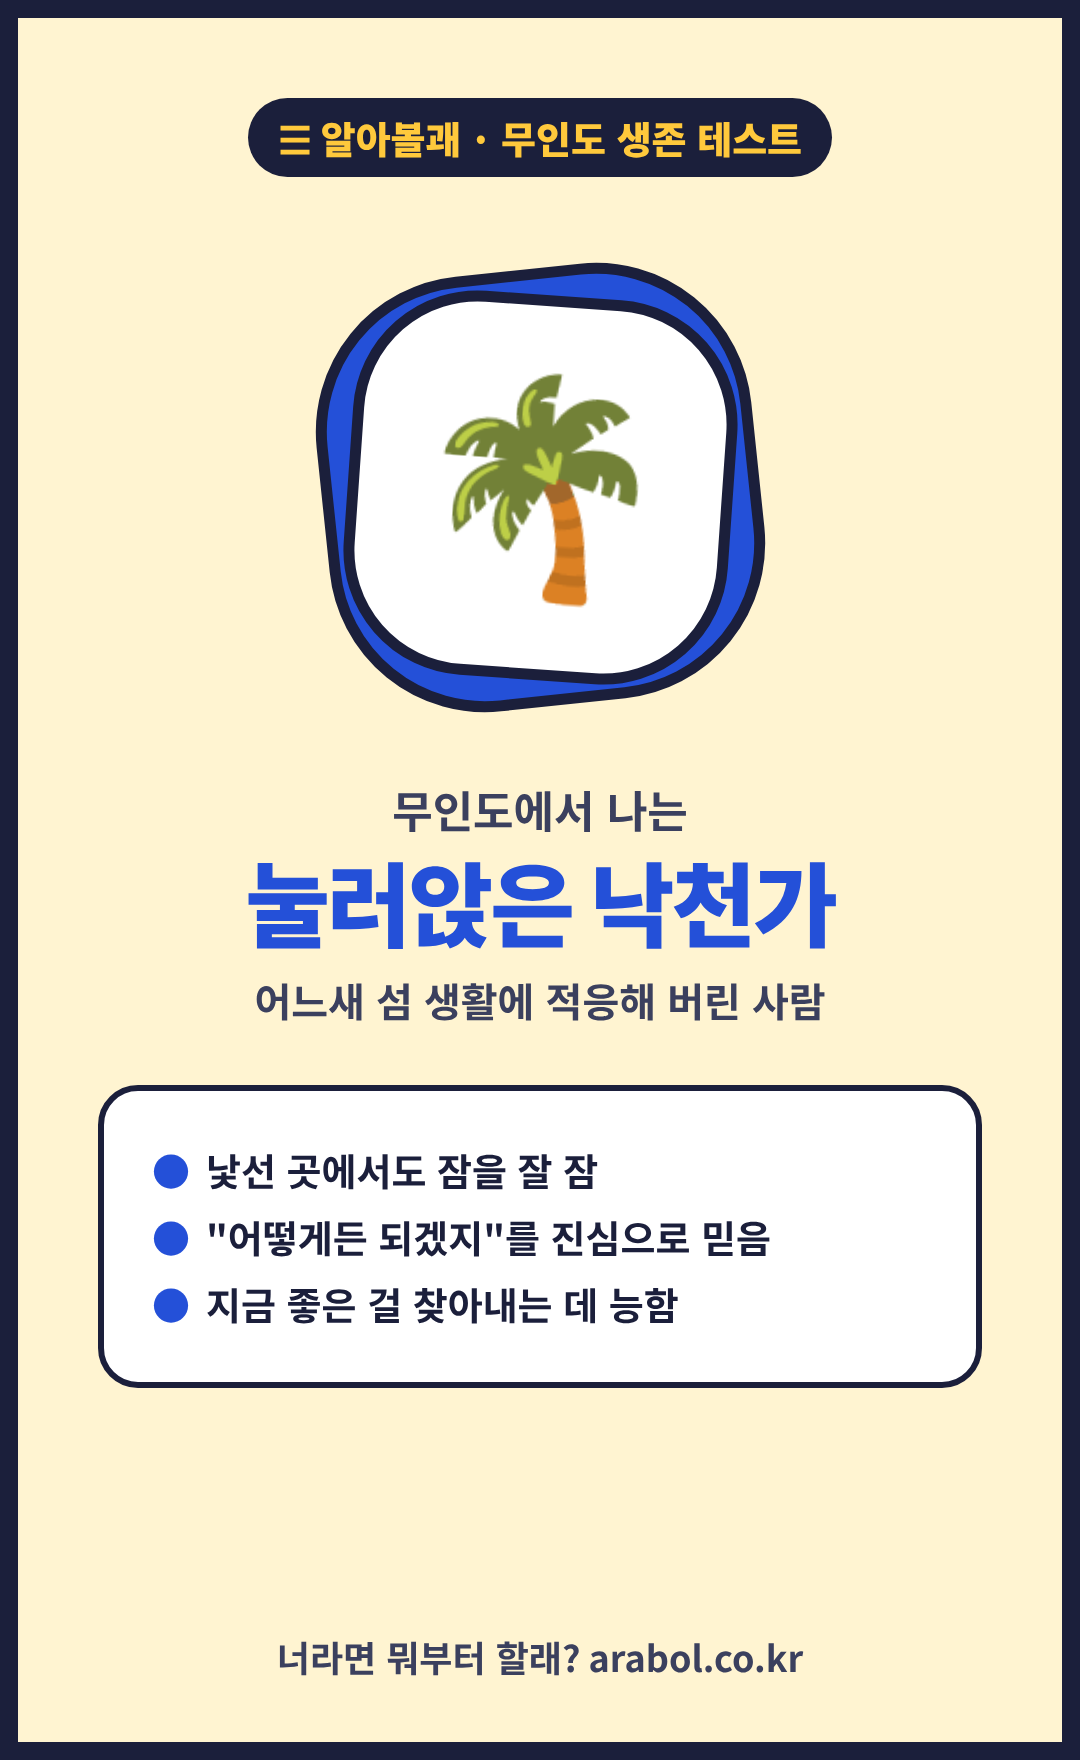 ☰ 알아볼괘 · 무인도 생존 테스트
무인도에서 나는
눌러앉은 낙천가
어느새 섬 생활에 적응해 버린 사람
낯선 곳에서도 잠을 잘 잠
"어떻게든 되겠지"를 진심으로 믿음
지금 좋은 걸 찾아내는 데 능함
너라면 뭐부터 할래? arabol.co.kr